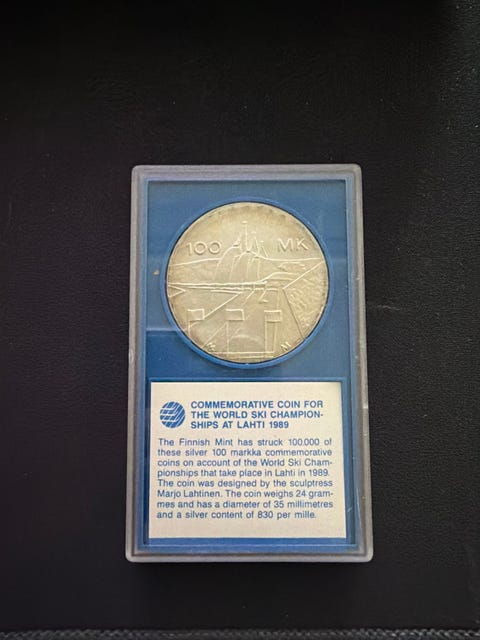 100 MK
M
COMMEMORATIVE COIN FOR
THE WORLD SKI CHAMPION-
SHIPS AT LAHTI 1989
The Finnish Mint has struck 100.000 of
these silver 100 markka commemorative
coins on account of the World Ski Cham-
pionships that take place in Lahti in 1989.
The coin was designed by the sculptress
Marjo Lahtinen. The coin weighs 24 gram-
mes and has a diameter of 35 millimetres
and a silver content of 830 per mille.